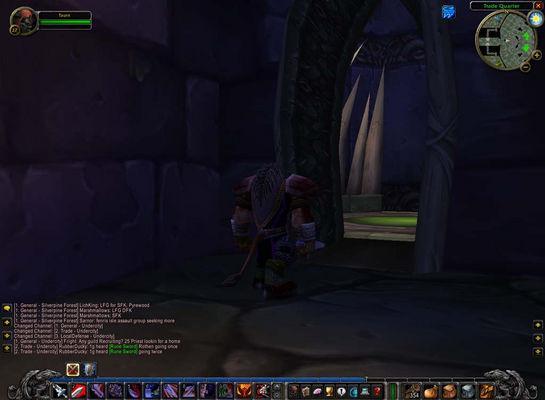 Taunt
Trade Quarter
37
[1. General - Silverpine Forest] LichKing: LFG for SFK, Pyrewood
[1. General - Silverpine Forest] Marshmallows: LFG DFK
[1. General - Silverpine Forest] Marshmallows: SFK
[1. General - Silverpine Forest] Sarnor: fenris isle assault group seeking more
Changed Channel: [1. General - Undercity]
Changed Channel: [2. Trade - Undercity]
Changed Channel: [3. LocalDefense - Undercity]
[1. General - Undercity] Fright: Any guild Recruiting? 25 Priest lookin for a home
[2. Trade - Undercity] RubberDucky: 1g heard [Rune Sword] Rothen going once
[2. Trade - Undercity] RubberDucky: 1g heard [Rune Sword] going twice
354